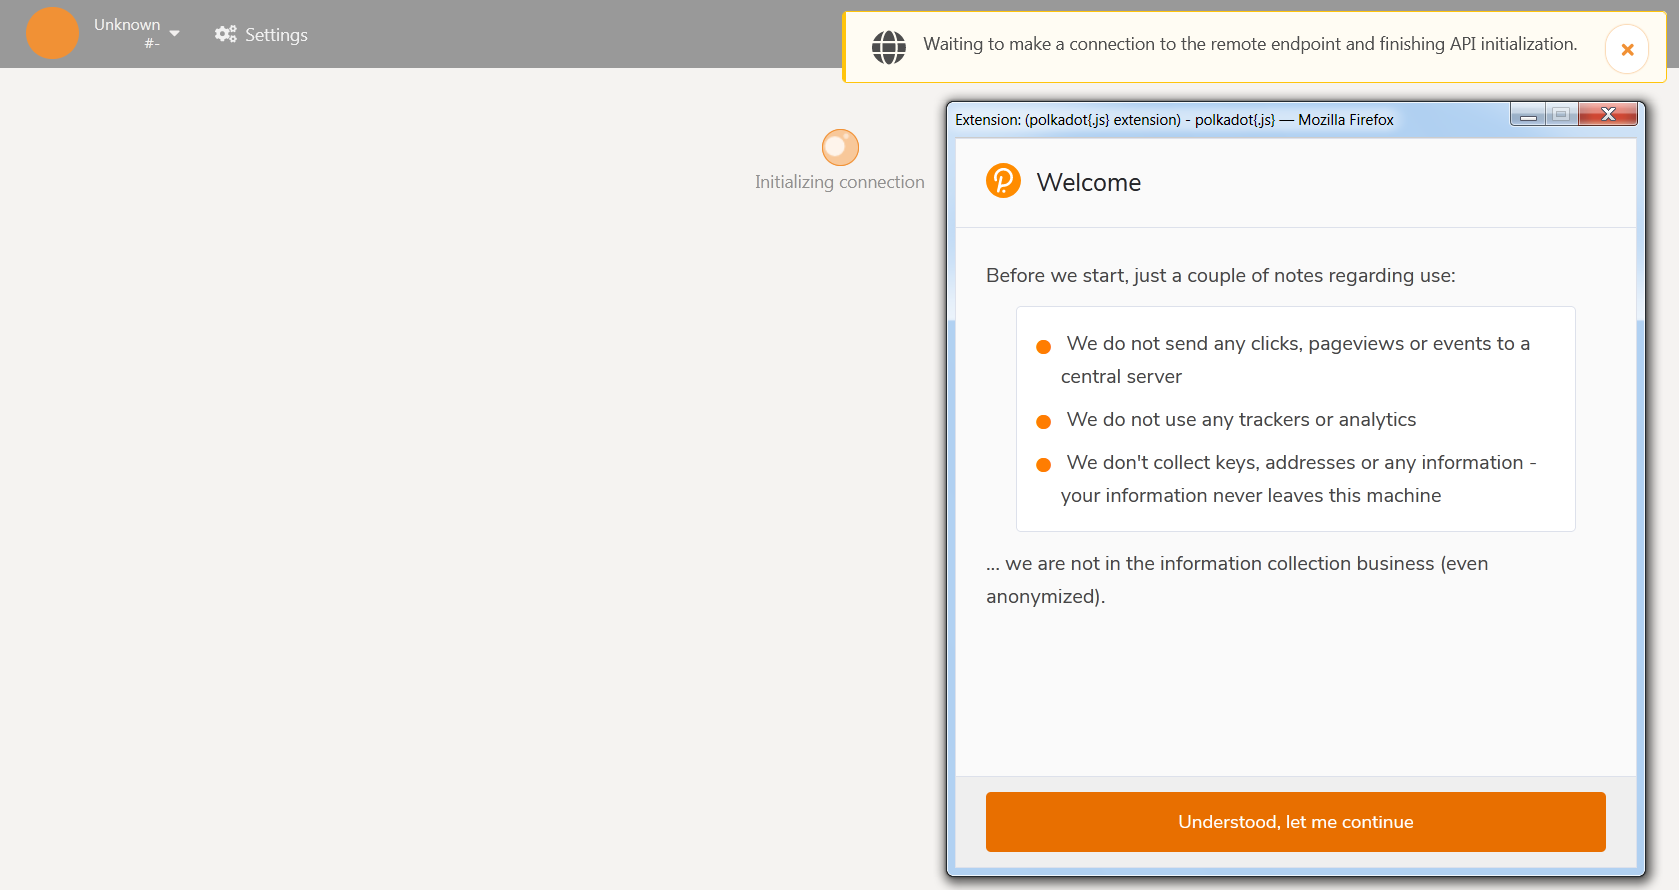 Unknown
#-
Settings
Waiting to make a connection to the remote endpoint and finishing API initialization.
Initializing connection
Extension: (polkadot{.js} extension) - polkadot{.js} — Mozilla Firefox
Welcome
Before we start, just a couple of notes regarding use:
We do not send any clicks, pageviews or events to a
central server
We do not use any trackers or analytics
We don't collect keys, addresses or any information -
your information never leaves this machine
... we are not in the information collection business (even
anonymized).
Understood, let me continue